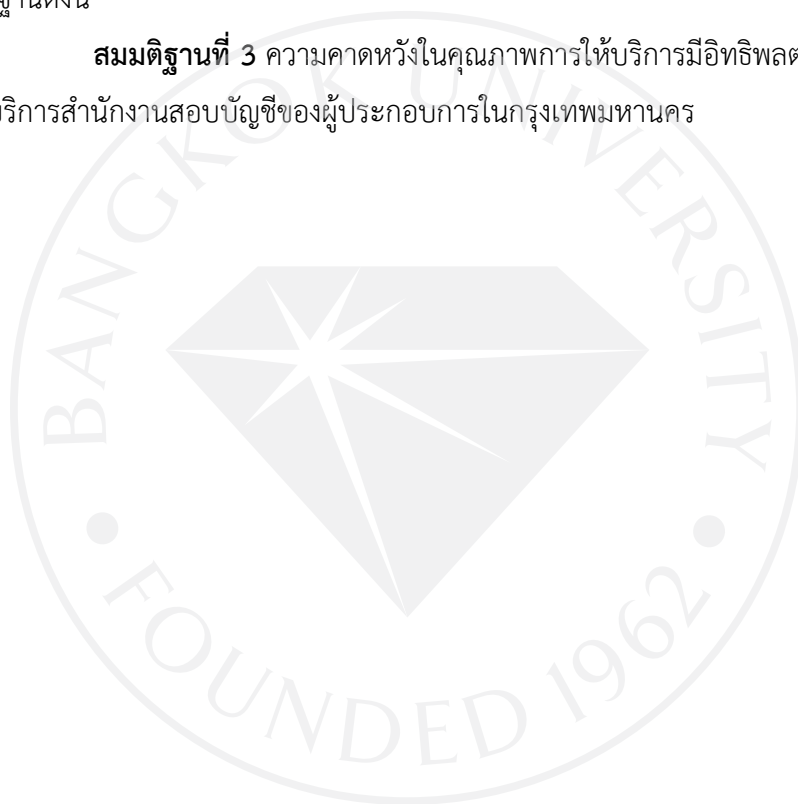 ฐานดังนี้
สมมติฐานที่ 3 ความคาดหวังในคุณภาพการให้บริการมีอิทธิพลต
ริการสำนักงานสอบบัญชีของผู้ประกอบการในกรุงเทพมหานคร
BANGKOK UNIVERSITY
• FOUNDED 1962 •